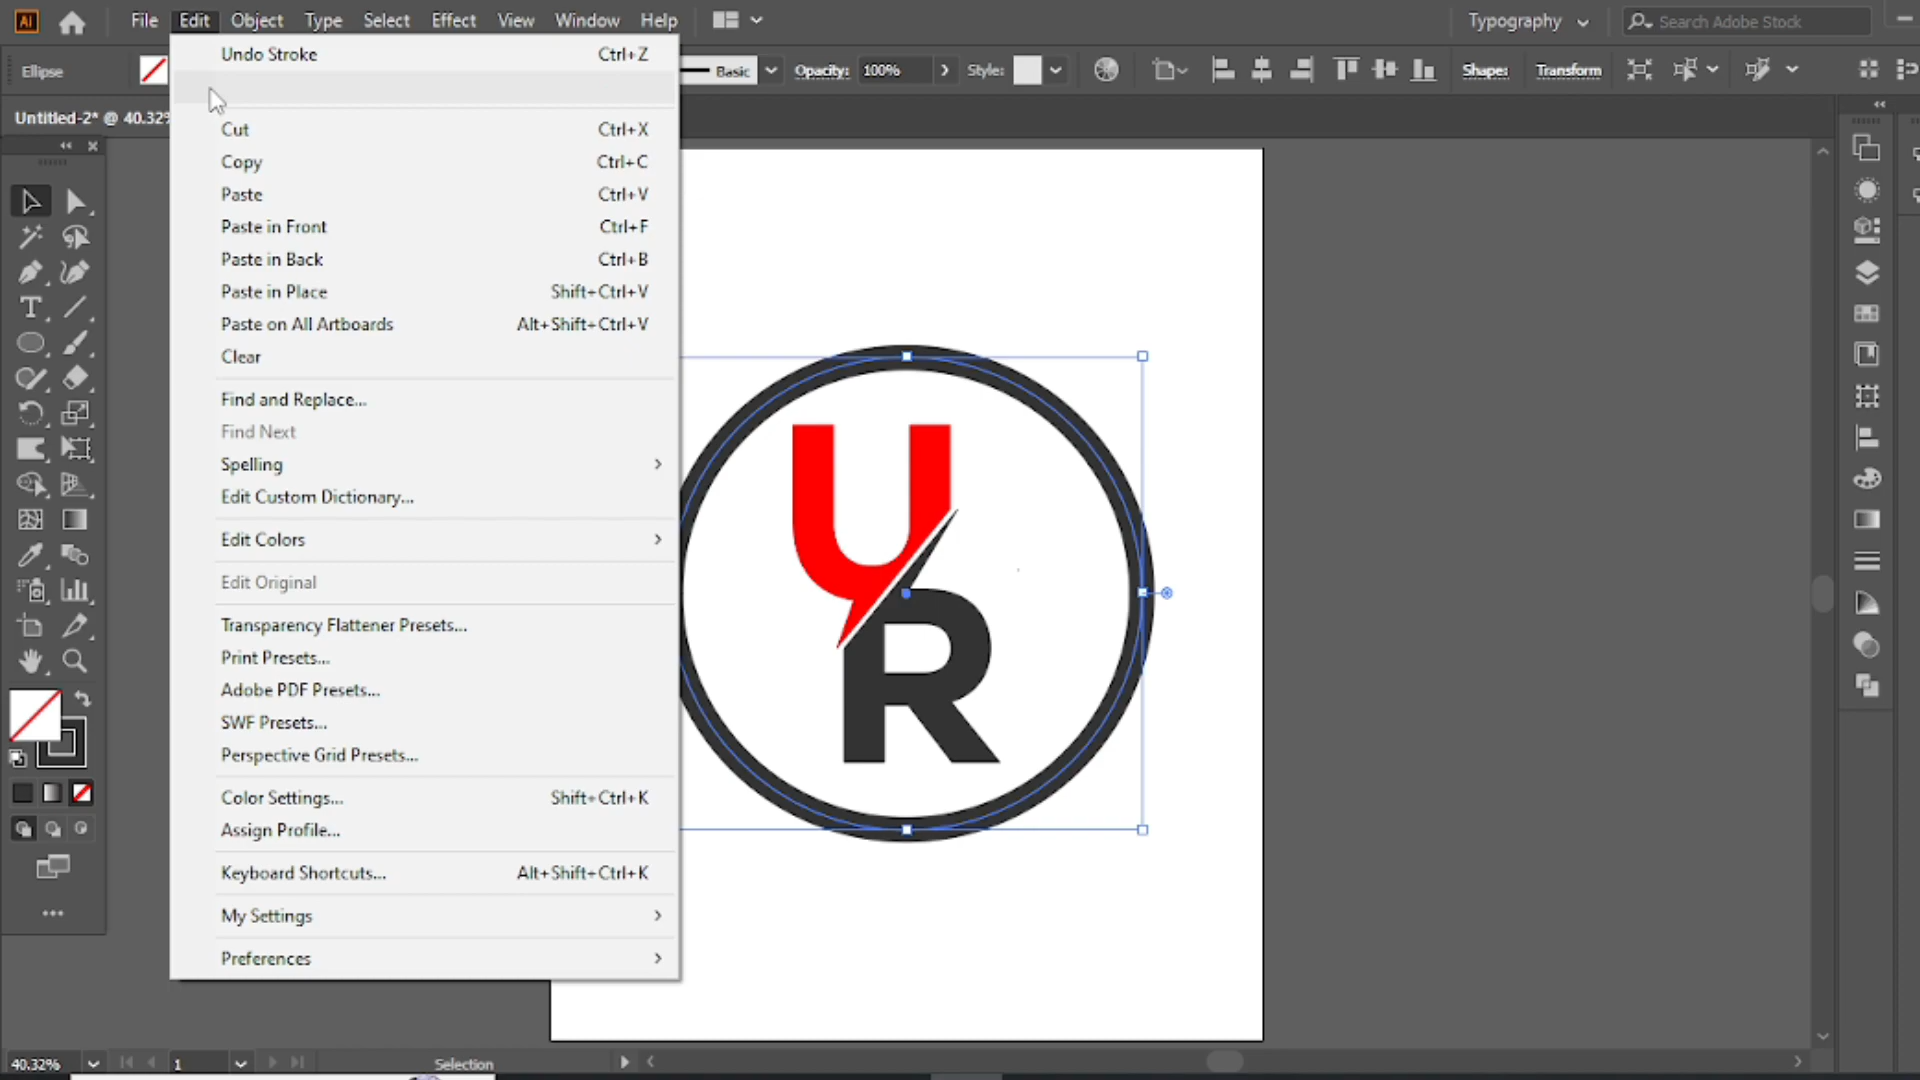 Ai File Edit Object Type Select Effect View Window Help Typography Search Adobe Stock
Ellipse Basic Opacity: 100% Style: Shape: Transform
Untitled-2* @ 40.32%
Undo Stroke Ctrl+Z
Cut Ctrl+X
Copy Ctrl+C
Paste Ctrl+V
Paste in Front Ctrl+F
Paste in Back Ctrl+B
Paste in Place Shift+Ctrl+V
Paste on All Artboards Alt+Shift+Ctrl+V
Clear
Find and Replace...
Find Next
Spelling
Edit Custom Dictionary...
Edit Colors
Edit Original
Transparency Flattener Presets...
Print Presets...
Adobe PDF Presets...
SWF Presets...
Perspective Grid Presets...
Color Settings... Shift+Ctrl+K
Assign Profile...
Keyboard Shortcuts... Alt+Shift+Ctrl+K
My Settings
Preferences
U
R
40.32% 1 Selection